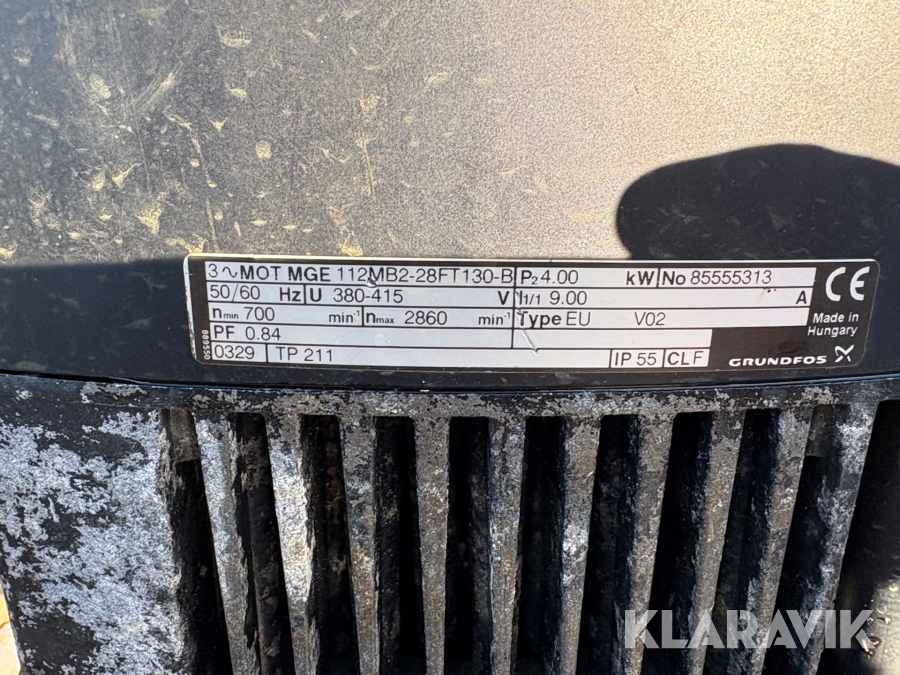 3∿MOT MGE 112MB2-28FT130-B P₂ 4.00 kW No 85555313
50/60 Hz U 380-415 V I1/1 9.00 A
nmin 700 min⁻¹ nmax 2860 min⁻¹ Type EU V02
PF 0.84
0329 TP 211 IP 55 CL F
889550
CE
Made in
Hungary
GRUNDFOS
KLARAVIK